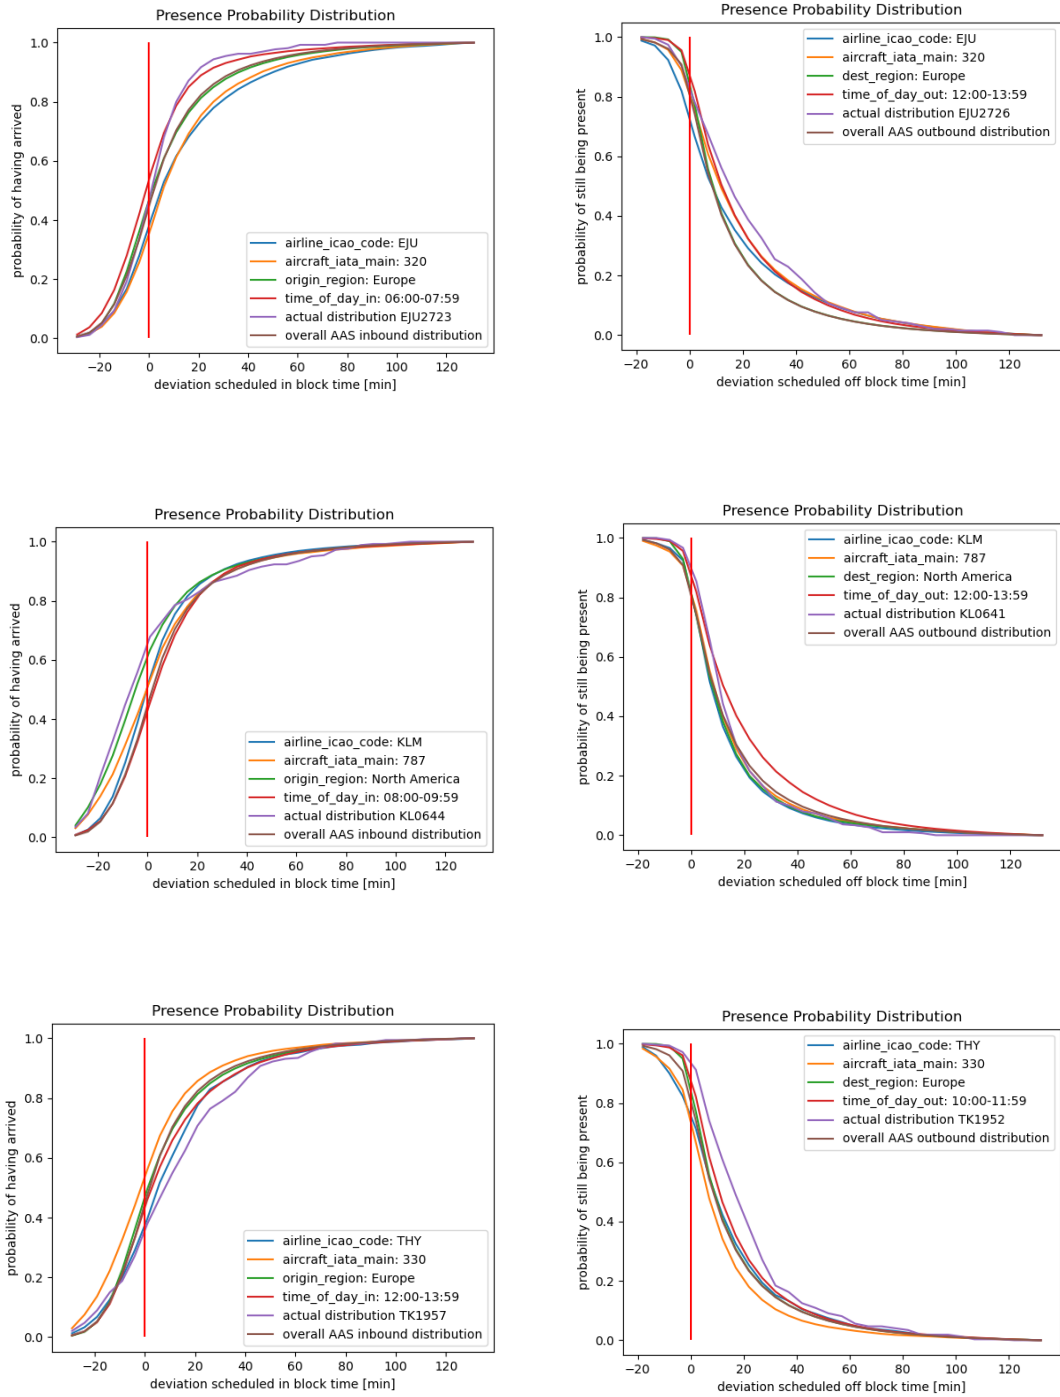 Presence Probability Distribution
probability of having arrived
1.0
0.8
0.6
0.4
0.2
0.0
airline_icao_code: EJU
aircraft_iata_main: 320
origin_region: Europe
time_of_day_in: 06:00-07:59
actual distribution EJU2723
overall AAS inbound distribution
−20 0 20 40 60 80 100 120
deviation scheduled in block time [min]
Presence Probability Distribution
probability of still being present
1.0
0.8
0.6
0.4
0.2
0.0
airline_icao_code: EJU
aircraft_iata_main: 320
dest_region: Europe
time_of_day_out: 12:00-13:59
actual distribution EJU2726
overall AAS outbound distribution
−20 0 20 40 60 80 100 120
deviation scheduled off block time [min]
Presence Probability Distribution
probability of having arrived
1.0
0.8
0.6
0.4
0.2
0.0
airline_icao_code: KLM
aircraft_iata_main: 787
origin_region: North America
time_of_day_in: 08:00-09:59
actual distribution KL0644
overall AAS inbound distribution
−20 0 20 40 60 80 100 120
deviation scheduled in block time [min]
Presence Probability Distribution
probability of still being present
1.0
0.8
0.6
0.4
0.2
0.0
airline_icao_code: KLM
aircraft_iata_main: 787
dest_region: North America
time_of_day_out: 12:00-13:59
actual distribution KL0641
overall AAS outbound distribution
−20 0 20 40 60 80 100 120
deviation scheduled off block time [min]
Presence Probability Distribution
probability of having arrived
1.0
0.8
0.6
0.4
0.2
0.0
airline_icao_code: THY
aircraft_iata_main: 330
origin_region: Europe
time_of_day_in: 12:00-13:59
actual distribution TK1957
overall AAS inbound distribution
−20 0 20 40 60 80 100 120
deviation scheduled in block time [min]
Presence Probability Distribution
probability of still being present
1.0
0.8
0.6
0.4
0.2
0.0
airline_icao_code: THY
aircraft_iata_main: 330
dest_region: Europe
time_of_day_out: 10:00-11:59
actual distribution TK1952
overall AAS outbound distribution
−20 0 20 40 60 80 100 120
deviation scheduled off block time [min]